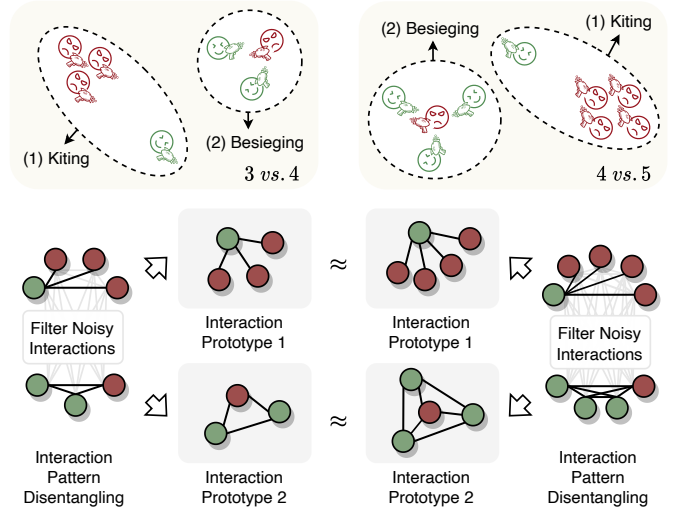 (1) Kiting
(2) Besieging
3 vs. 4
(2) Besieging
(1) Kiting
4 vs. 5
Filter Noisy
Interactions
Interaction
Pattern
Disentangling
Interaction
Prototype 1
≈
Interaction
Prototype 1
Interaction
Prototype 2
≈
Interaction
Prototype 2
Filter Noisy
Interactions
Interaction
Pattern
Disentangling